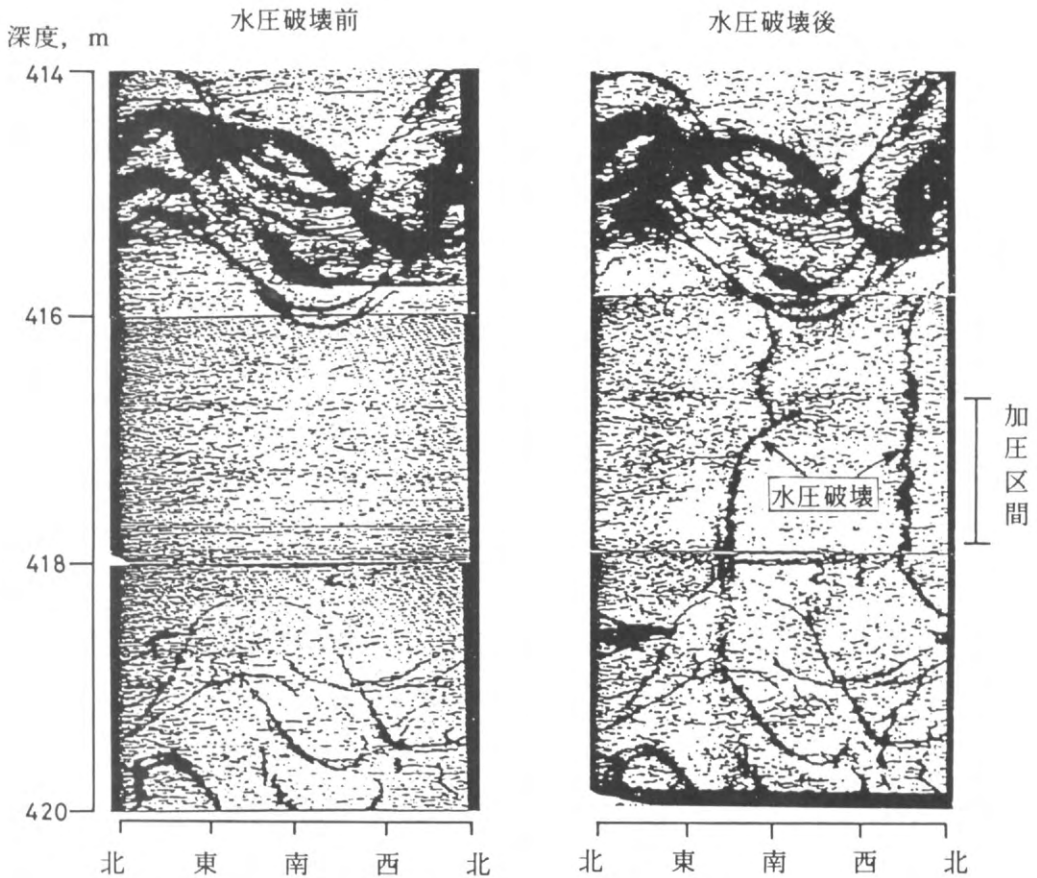 水圧破壊前
水圧破壊後
深度, m
414
416
418
420
水圧破壊
加圧区間
北 東 南 西 北
北 東 南 西 北